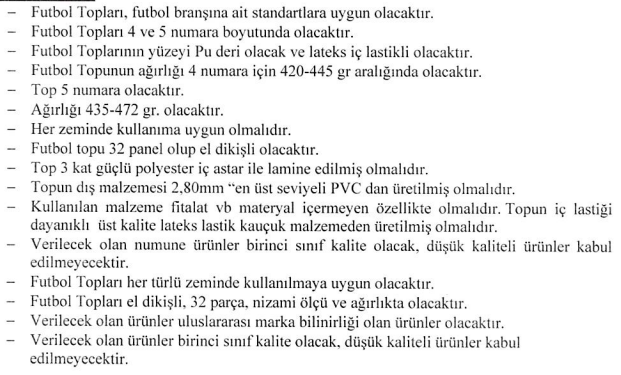 – Futbol Topları, futbol branşına ait standartlara uygun olacaktır.
– Futbol Topları 4 ve 5 numara boyutunda olacaktır.
– Futbol Toplarının yüzeyi Pu deri olacak ve lateks iç lastikli olacaktır.
– Futbol Topunun ağırlığı 4 numara için 420-445 gr aralığında olacaktır.
– Top 5 numara olacaktır.
– Ağırlığı 435-472 gr. olacaktır.
– Her zeminde kullanıma uygun olmalıdır.
– Futbol topu 32 panel olup el dikişli olacaktır.
– Top 3 kat güçlü polyester iç astar ile lamine edilmiş olmalıdır.
– Topun dış malzemesi 2,80mm “en üst seviyeli PVC dan üretilmiş olmalıdır.
– Kullanılan malzeme fitalat vb materyal içermeyen özellikte olmalıdır. Topun iç lastiği
dayanıklı üst kalite lateks lastik kauçuk malzemeden üretilmiş olmalıdır.
– Verilecek olan numune ürünler birinci sınıf kalite olacak, düşük kaliteli ürünler kabul
edilmeyecektir.
– Futbol Topları her türlü zeminde kullanılmaya uygun olacaktır.
– Futbol Topları el dikişli, 32 parça, nizami ölçü ve ağırlıkta olacaktır.
– Verilecek olan ürünler uluslararası marka bilinirliği olan ürünler olacaktır.
– Verilecek olan ürünler birinci sınıf kalite olacak, düşük kaliteli ürünler kabul
edilmeyecektir.